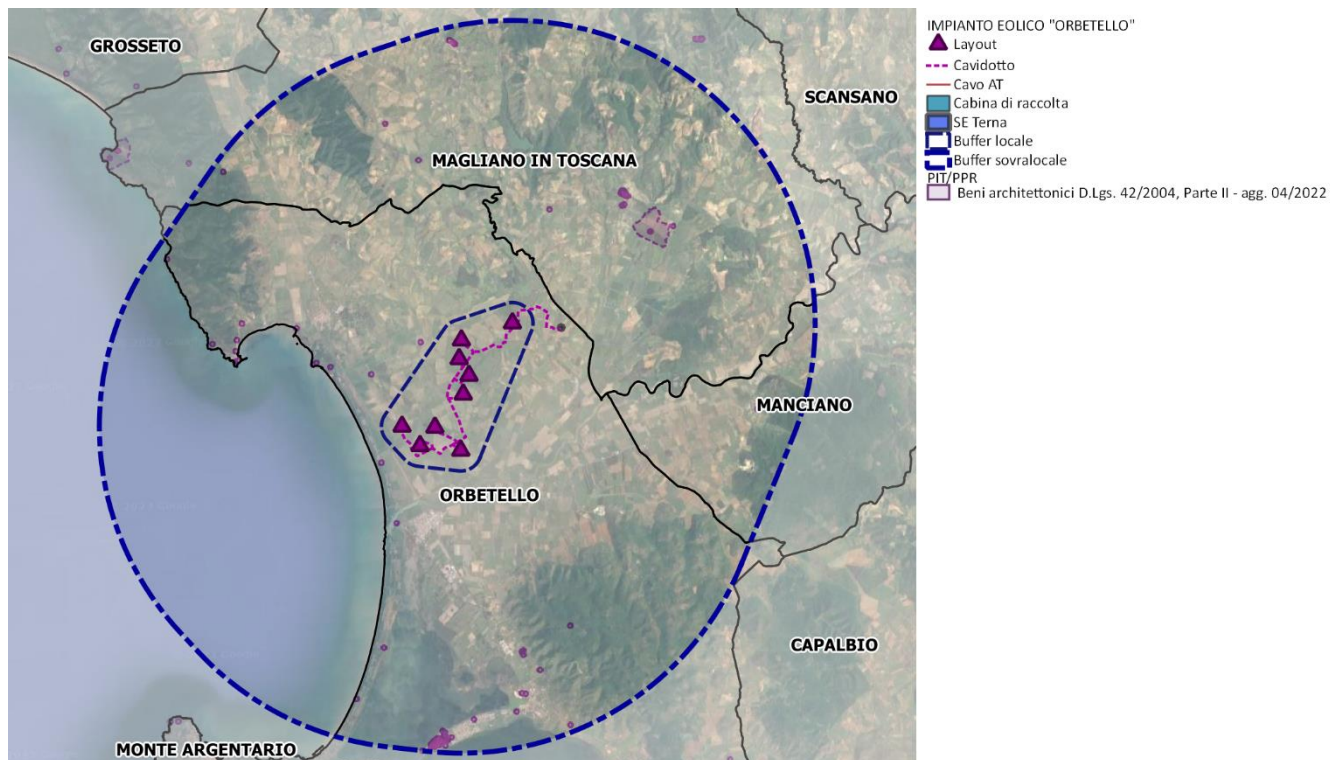 GROSSETO
SCANSANO
MAGLIANO IN TOSCANA
MANCIANO
ORBETELLO
CAPALBIO
MONTE ARGENTARIO
IMPIANTO EOLICO "ORBETELLO"
Layout
Cavidotto
Cavo AT
Cabina di raccolta
SE Terna
Buffer locale
Buffer sovralocale
PIT/PPR
Beni architettonici D.Lgs. 42/2004, Parte II - agg. 04/2022